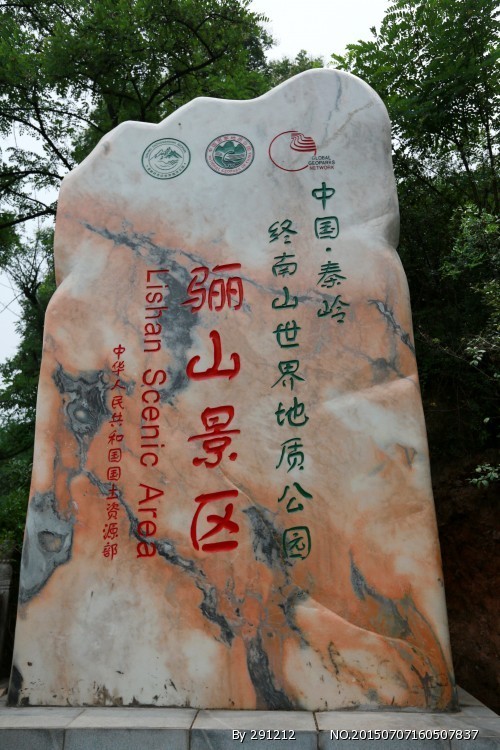 GLOBAL
GEOPARKS
NETWORK
中国·秦岭
终南山世界地质公园
骊山景区
Lishan Scenic Area
中华人民共和国国土资源部
By 291212
NO.20150707160507837